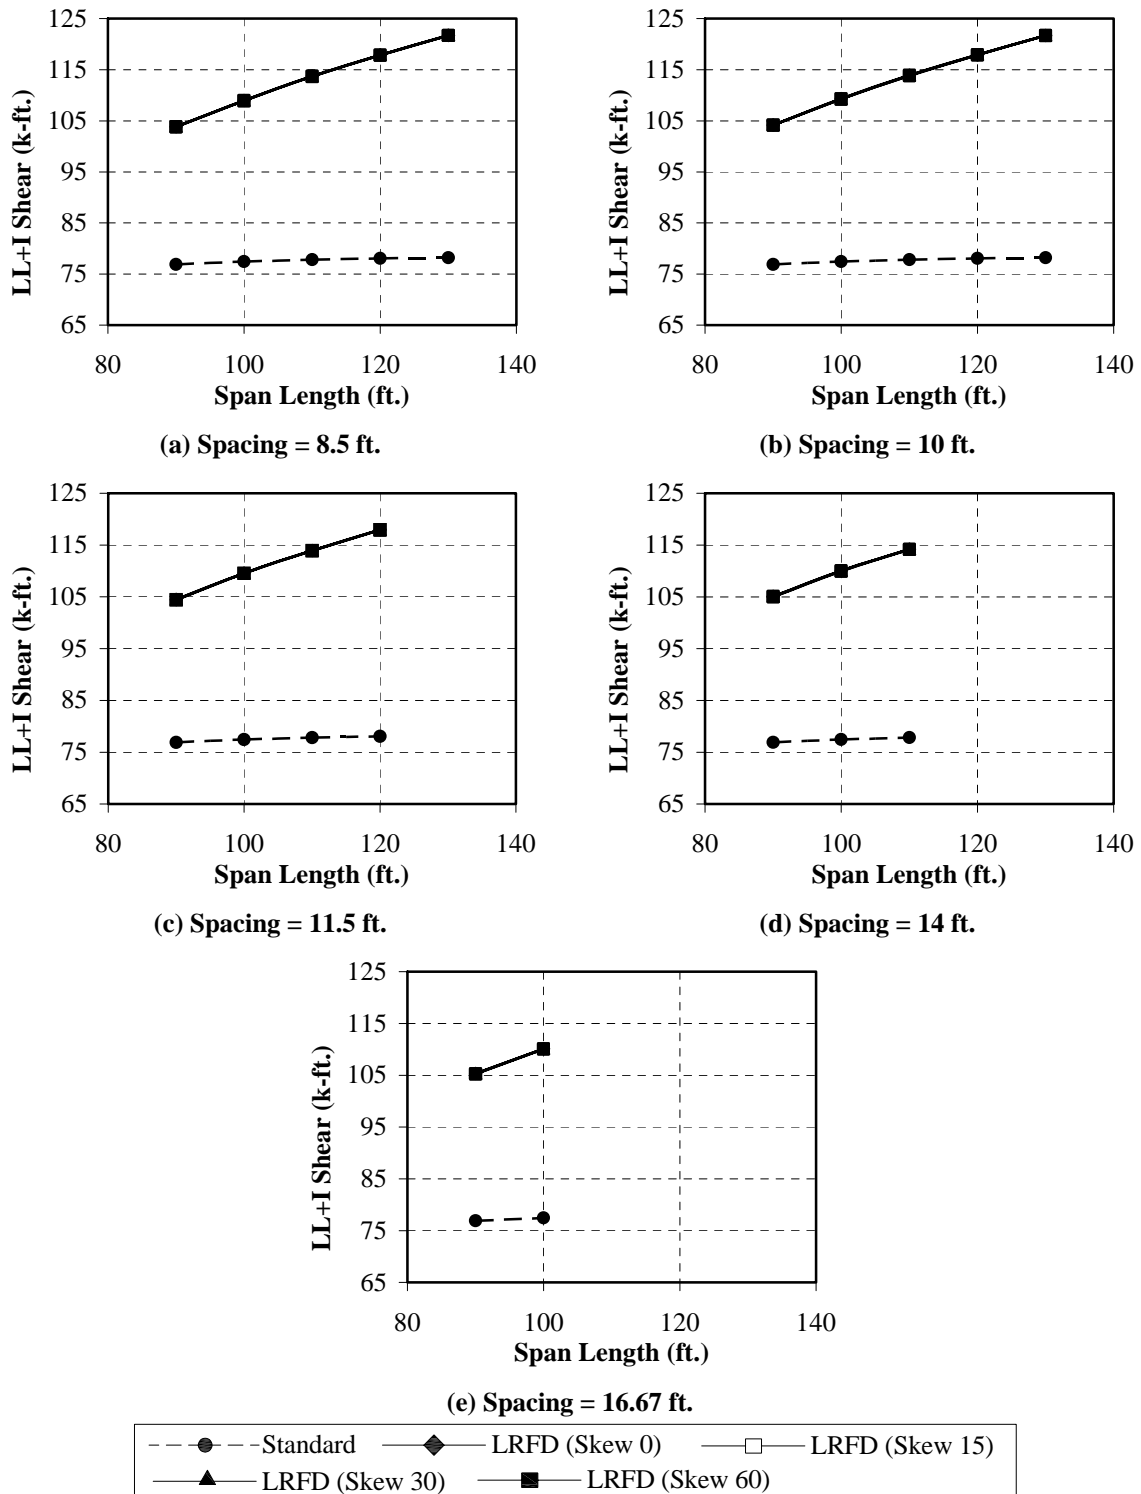 125
115
105
95
85
75
65
80 100 120 140
LL+I Shear (k-ft.)
Span Length (ft.)
(a) Spacing = 8.5 ft.
125
115
105
95
85
75
65
80 100 120 140
LL+I Shear (k-ft.)
Span Length (ft.)
(b) Spacing = 10 ft.
125
115
105
95
85
75
65
80 100 120 140
LL+I Shear (k-ft.)
Span Length (ft.)
(c) Spacing = 11.5 ft.
125
115
105
95
85
75
65
80 100 120 140
LL+I Shear (k-ft.)
Span Length (ft.)
(d) Spacing = 14 ft.
125
115
105
95
85
75
65
80 100 120 140
LL+I Shear (k-ft.)
Span Length (ft.)
(e) Spacing = 16.67 ft.
Standard LRFD (Skew 0) LRFD (Skew 15)
LRFD (Skew 30) LRFD (Skew 60)